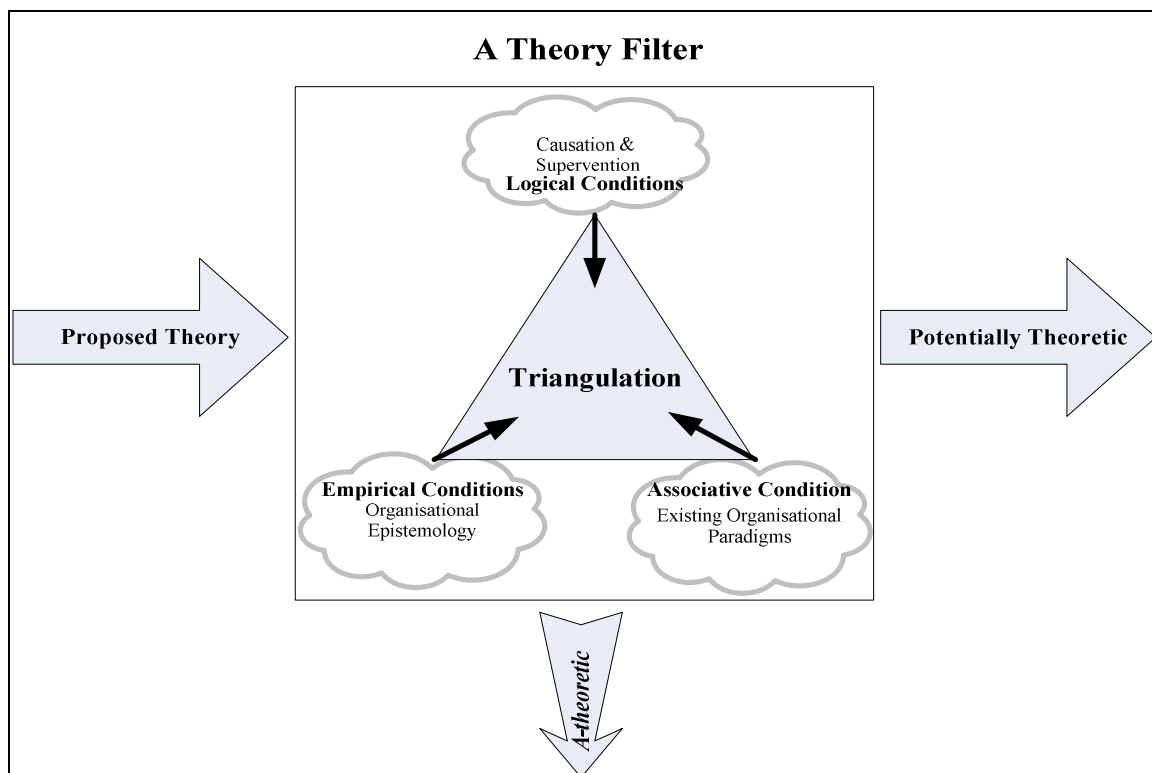 A Theory Filter
Causation &
Supervention
Logical Conditions
Proposed Theory
Potentially Theoretic
Triangulation
Empirical Conditions
Organisational
Epistemology
Associative Condition
Existing Organisational
Paradigms
A-theoretic